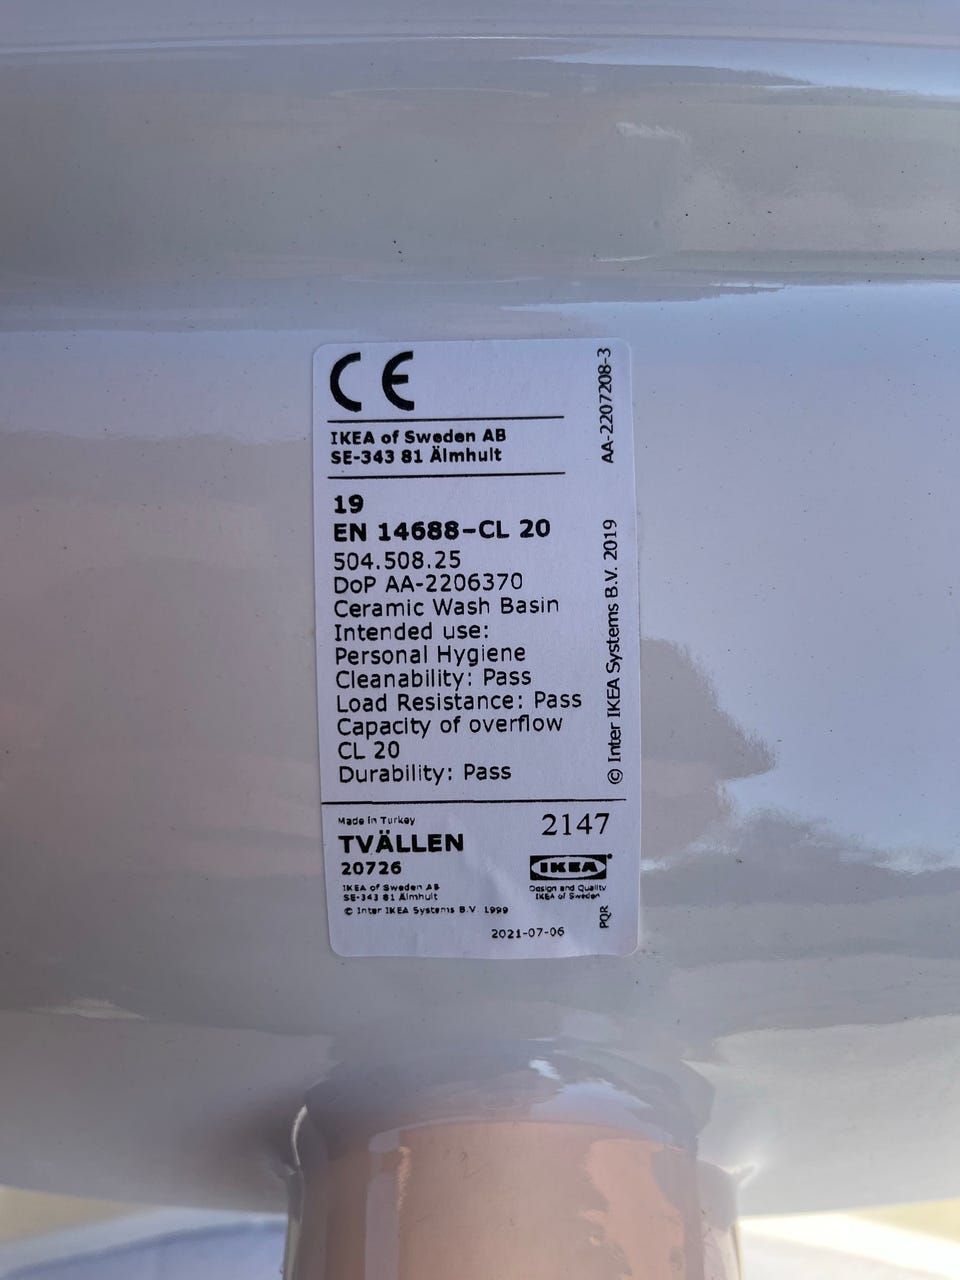 CE
IKEA of Sweden AB
SE-343 81 Älmhult
19
EN 14688-CL 20
504.508.25
DoP AA-2206370
Ceramic Wash Basin
Intended use:
Personal Hygiene
Cleanability: Pass
Load Resistance: Pass
Capacity of overflow
CL 20
Durability: Pass
AA-2207208-3
© Inter IKEA Systems B.V. 2019
Made in Turkey
TVÄLLEN
20726
IKEA of Sweden AB
SE-343 81 Älmhult
© Inter IKEA Systems B.V 1999
2147
IKEA
Design and Quality
IKEA of Sweden
2021-07-06
PQR